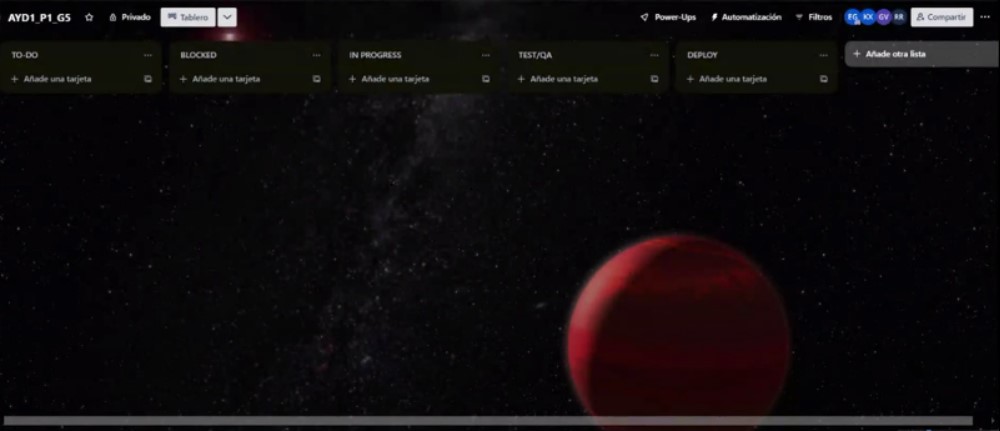 AYD1_P1_G5 Privado Tablero Power-Ups Automatización Filtros EG KX GV RR Compartir
TO-DO BLOCKED IN PROGRESS TEST/QA DEPLOY + Añade otra lista
+ Añade una tarjeta + Añade una tarjeta + Añade una tarjeta + Añade una tarjeta + Añade una tarjeta